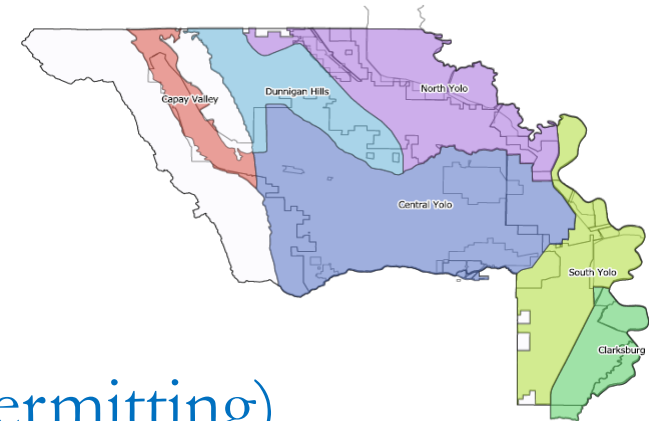 North Yolo
Dunnigan Hills
Capay Valley
Central Yolo
South Yolo
Clarksburg
ermitting)